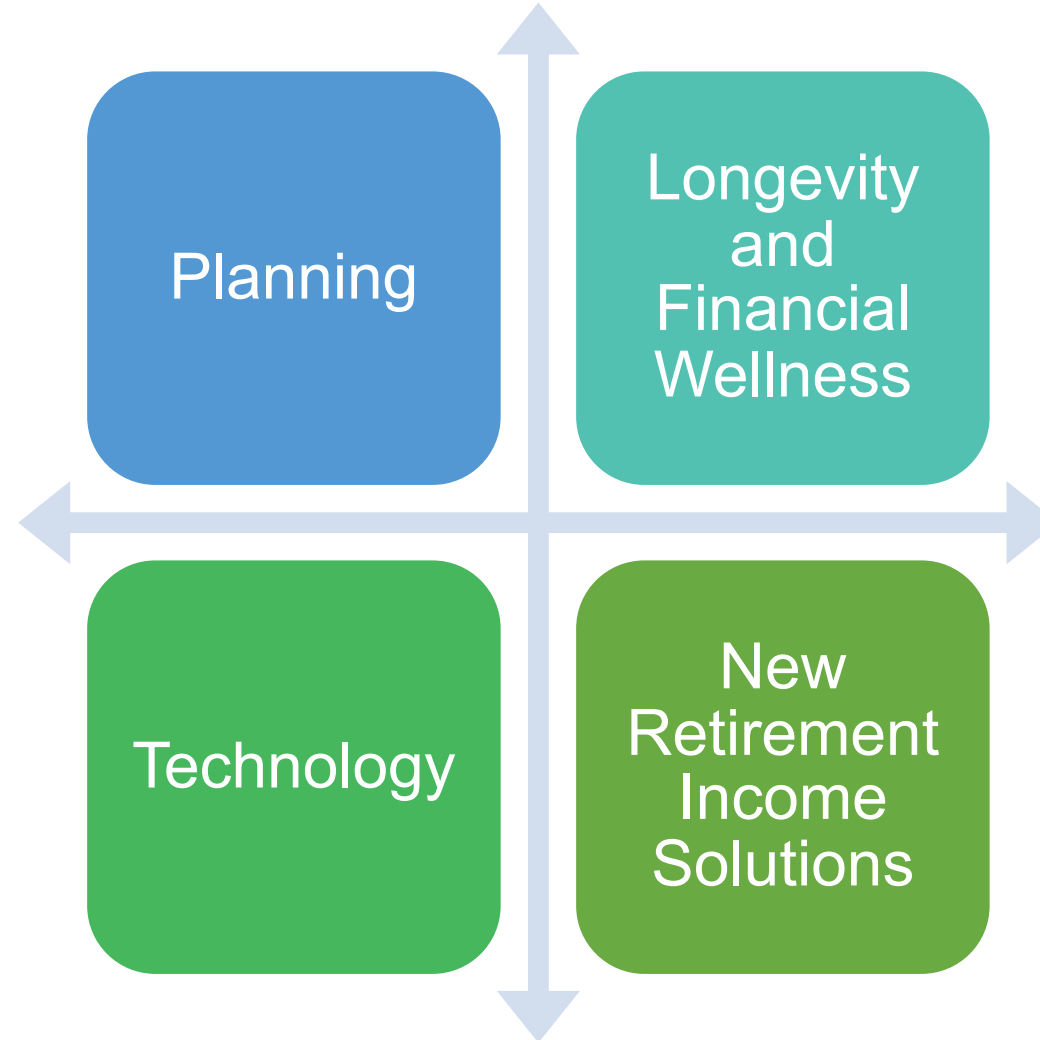 Planning
Longevity
and
Financial
Wellness
Technology
New
Retirement
Income
Solutions